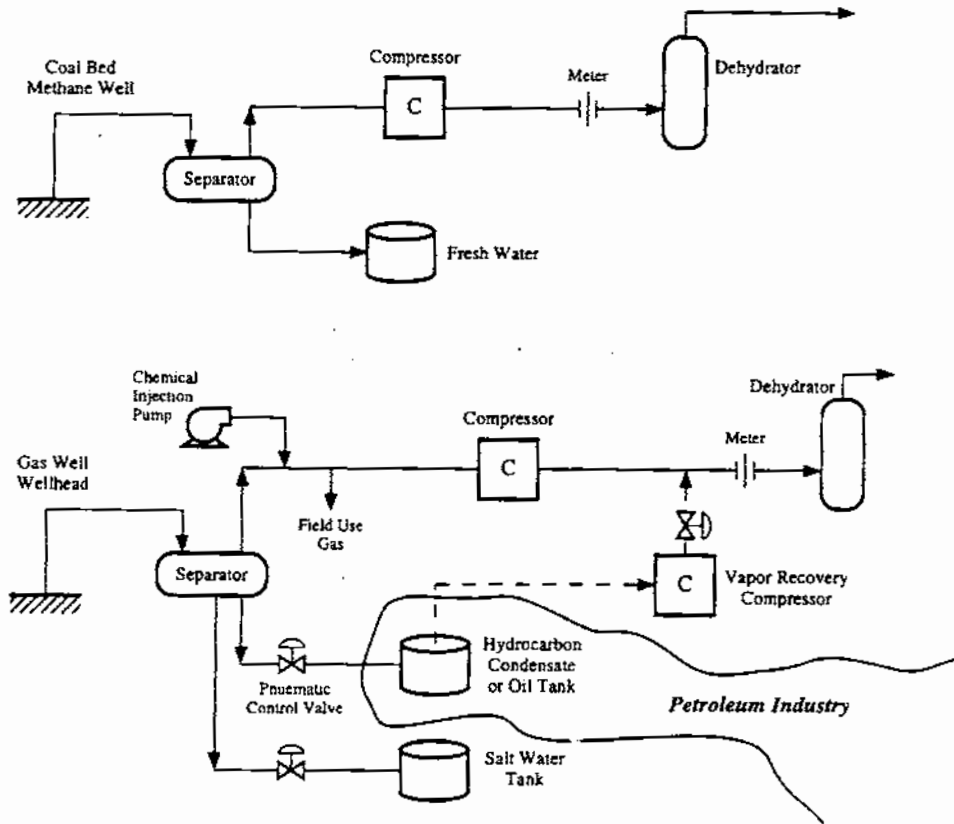 Coal Bed
Methane Well
Compressor
C
Meter
Dehydrator
Separator
Fresh Water
Chemical
Injection
Pump
Gas Well
Wellhead
Compressor
C
Dehydrator
Meter
Field Use
Gas
Separator
C
Vapor Recovery
Compressor
Hydrocarbon
Condensate
or Oil Tank
Pnuematic
Control Valve
Petroleum Industry
Salt Water
Tank